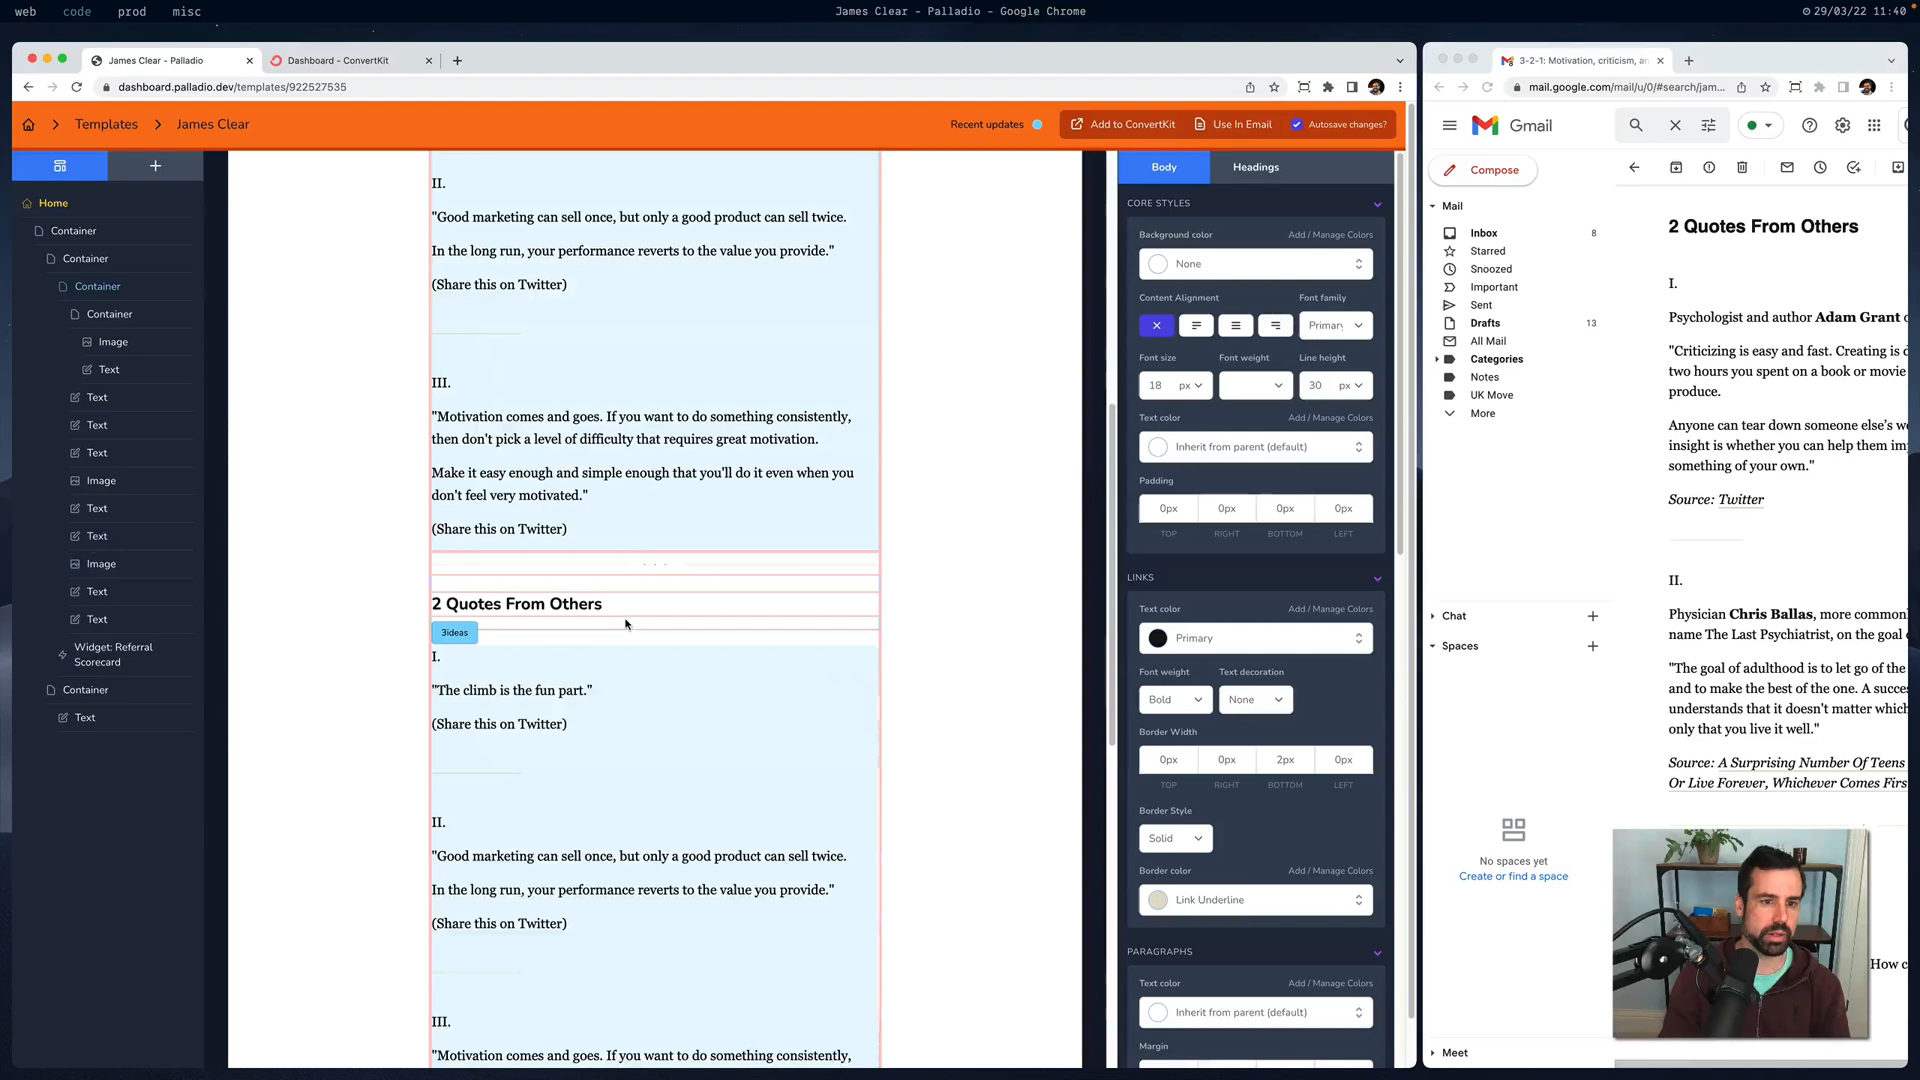 web code prod misc
James Clear - Palladio - Google Chrome
29/03/22 11:40
James Clear - Palladio
Dashboard - ConvertKit
dashboard.palladio.dev/templates/922527535
Templates > James Clear
Recent updates
Add to ConvertKit
Use In Email
Autosave changes?
Home
Container
Container
Container
Container
Image
Text
Text
Text
Text
Image
Text
Text
Image
Text
Text
Widget: Referral
Scorecard
Container
Text
II.
"Good marketing can sell once, but only a good product can sell twice.
In the long run, your performance reverts to the value you provide."
(Share this on Twitter)
III.
"Motivation comes and goes. If you want to do something consistently,
then don't pick a level of difficulty that requires great motivation.
Make it easy enough and simple enough that you'll do it even when you
don't feel very motivated."
(Share this on Twitter)
2 Quotes From Others
3ideas
I.
"The climb is the fun part."
(Share this on Twitter)
II.
"Good marketing can sell once, but only a good product can sell twice.
In the long run, your performance reverts to the value you provide."
(Share this on Twitter)
III.
"Motivation comes and goes. If you want to do something consistently,
Body Headings
CORE STYLES
Background color Add / Manage Colors
None
Content Alignment Font family
Primary
Font size Font weight Line height
18 px 30 px
Text color Add / Manage Colors
Inherit from parent (default)
Padding
0px 0px 0px 0px
TOP RIGHT BOTTOM LEFT
LINKS
Text color Add / Manage Colors
Primary
Font weight Text decoration
Bold None
Border Width
0px 0px 2px 0px
TOP RIGHT BOTTOM LEFT
Border Style
Solid
Border color Add / Manage Colors
Link Underline
PARAGRAPHS
Text color Add / Manage Colors
Inherit from parent (default)
Margin
3-2-1: Motivation, criticism, an
mail.google.com/mail/u/0/#search/jam...
Gmail
Compose
Mail
Inbox 8
Starred
Snoozed
Important
Sent
Drafts 13
All Mail
Categories
Notes
UK Move
More
Chat
Spaces
No spaces yet
Create or find a space
Meet
2 Quotes From Others
I.
Psychologist and author Adam Grant o
"Criticizing is easy and fast. Creating is d
two hours you spent on a book or movie
produce.
Anyone can tear down someone else's w
insight is whether you can help them im
something of your own."
Source: Twitter
II.
Physician Chris Ballas, more common
name The Last Psychiatrist, on the goal
"The goal of adulthood is to let go of the
and to make the best of the one. A succe
understands that it doesn't matter which
only that you live it well."
Source: A Surprising Number Of Teens
Or Live Forever, Whichever Comes Firs
How c